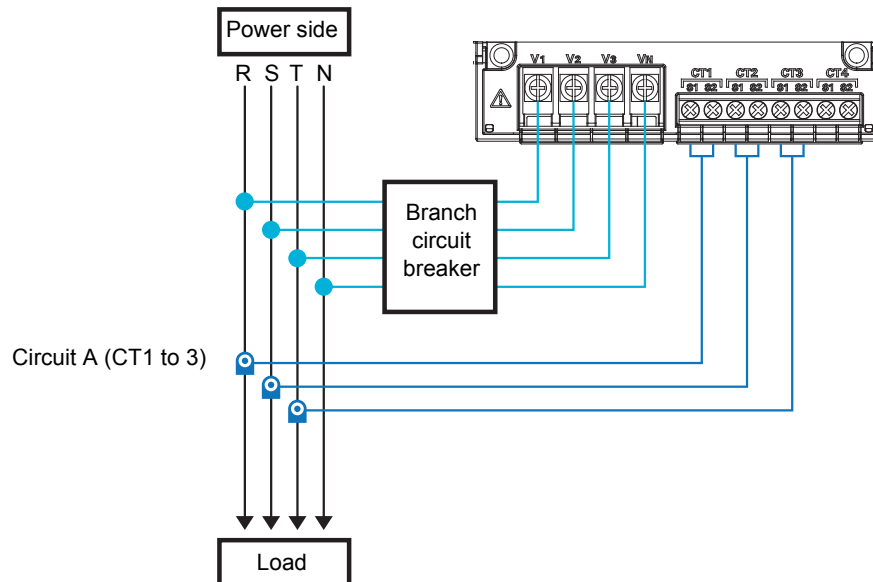 Power side
R S T N
V1 V2 V3 VN
CT1 CT2 CT3 CT4
S1 S2 S1 S2 S1 S2 S1 S2
Branch
circuit
breaker
Circuit A (CT1 to 3)
Load